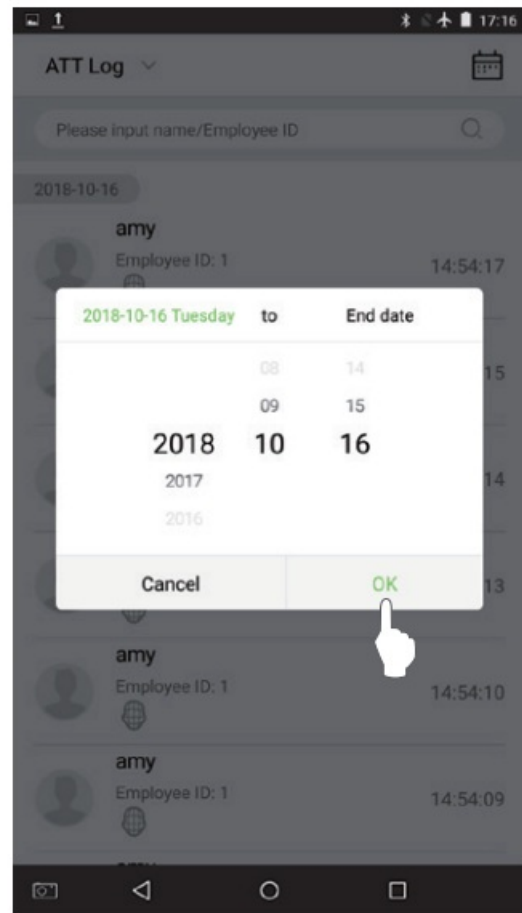 17:16
ATT Log
Please input name/Employee ID
2018-10-16
amy
Employee ID: 1
14:54:17
2018-10-16 Tuesday to End date
08 14
15
09 15
2018 10 16
14
2017
2016
Cancel OK
13
amy
Employee ID: 1
14:54:10
amy
Employee ID: 1
14:54:09